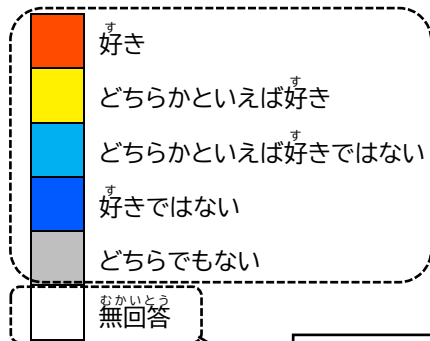 好き
どちらかといえば好き
どちらかといえば好きではない
好きではない
どちらでもない
無回答